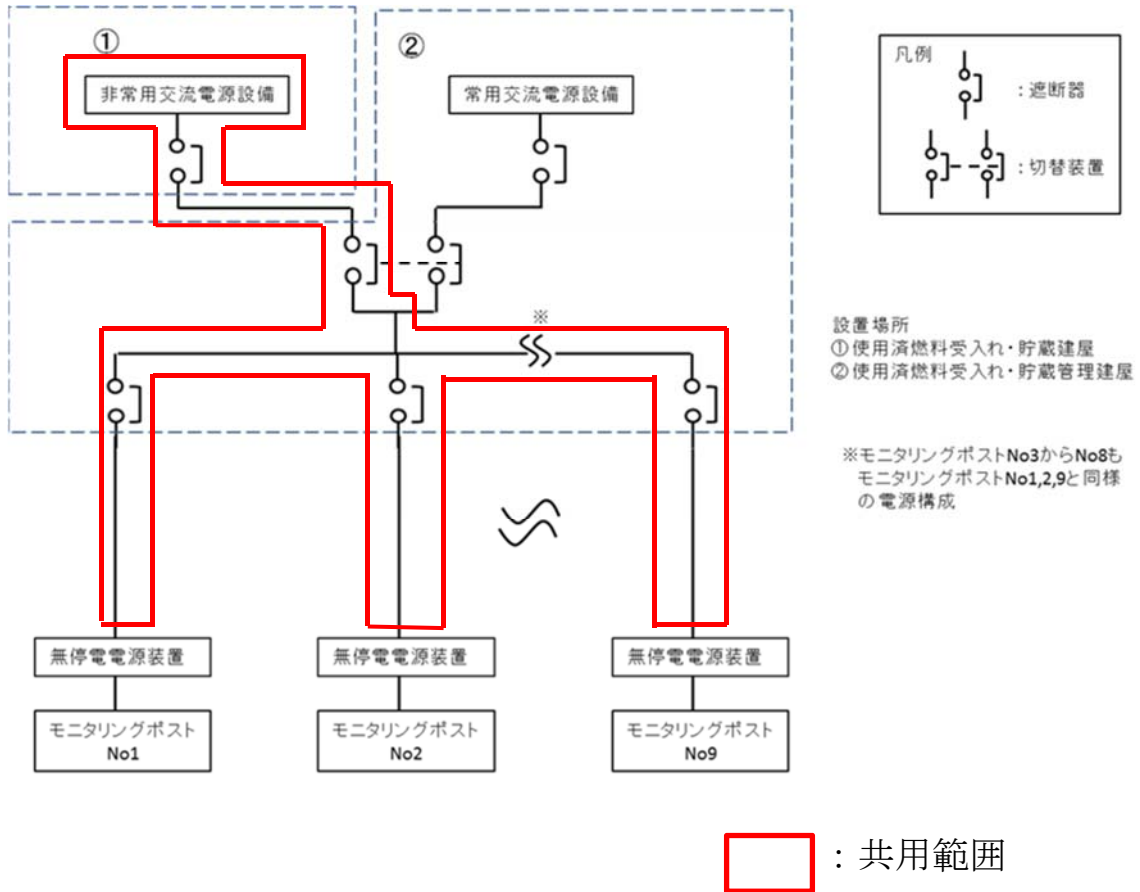 ①
②
非常用交流電源設備
常用交流電源設備
凡例
：遮断器
：切替装置
※
設置場所
①使用済燃料受入れ・貯蔵建屋
②使用済燃料受入れ・貯蔵管理建屋
※モニタリングポストNo3からNo8も
モニタリングポストNo1,2,9と同様
の電源構成
無停電電源装置
無停電電源装置
無停電電源装置
モニタリングポスト
No1
モニタリングポスト
No2
モニタリングポスト
No9
：共用範囲